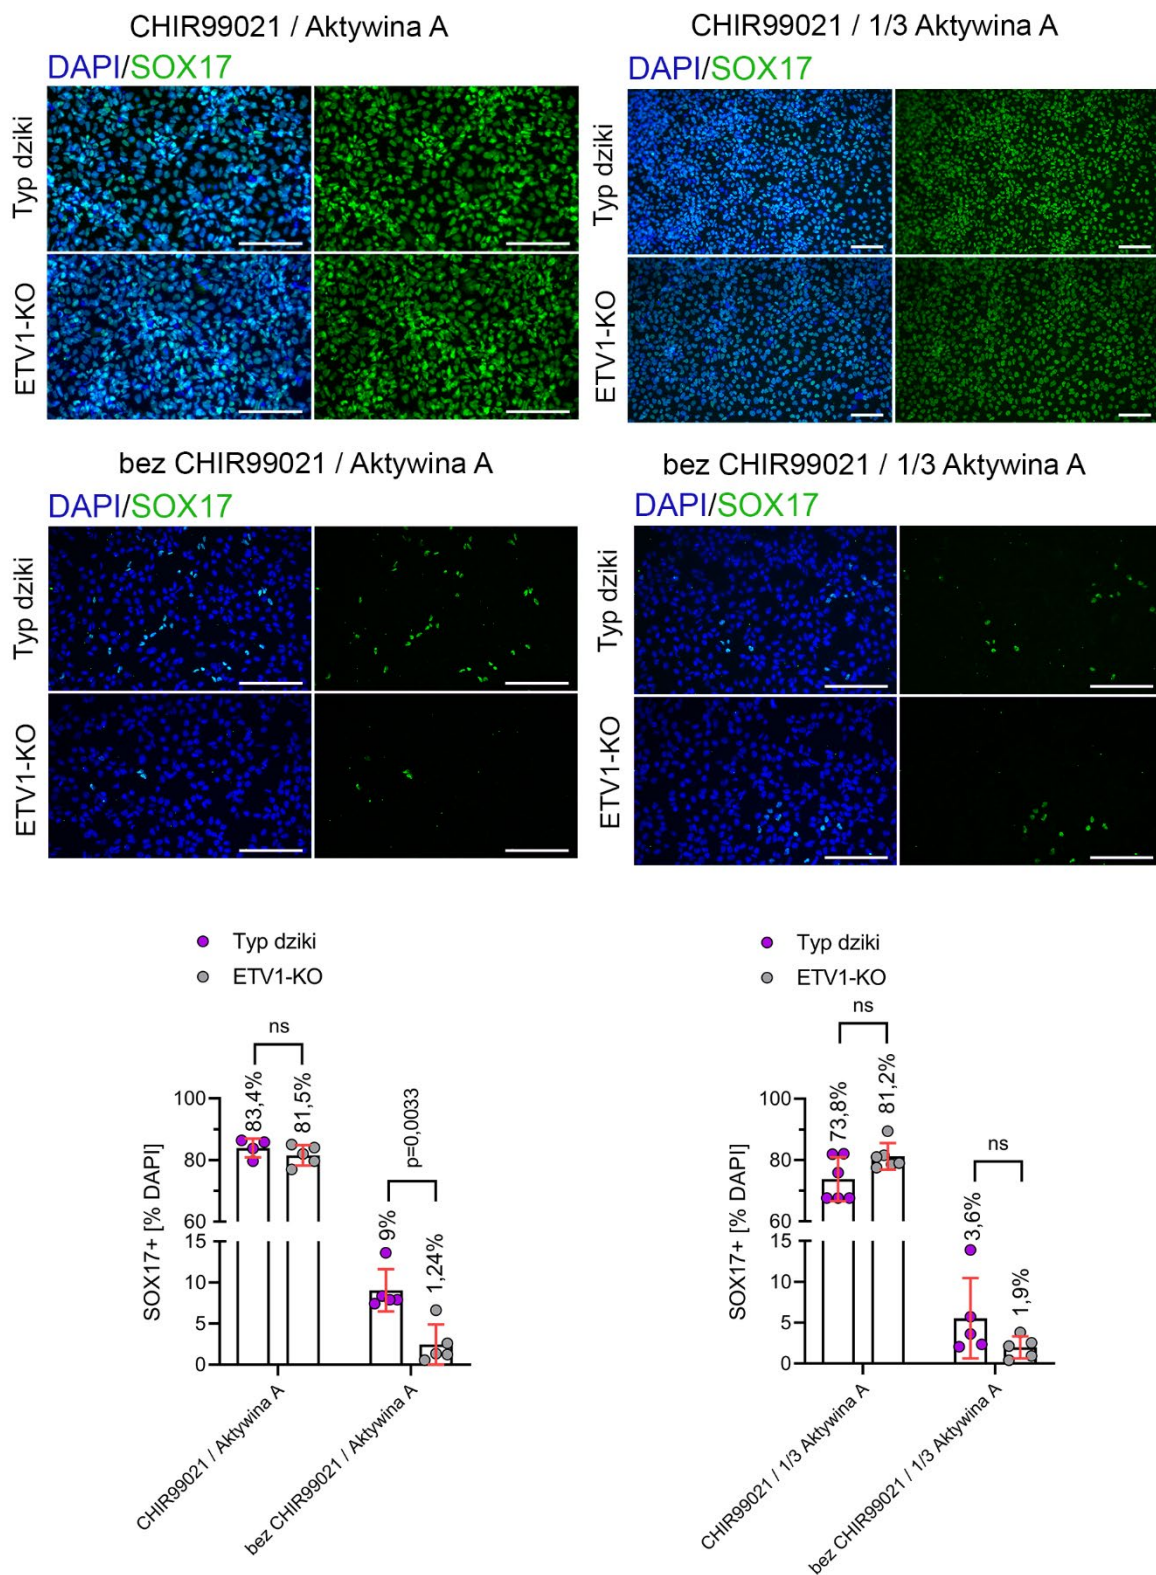 CHIR99021 / Aktywina A
DAPI/SOX17
Typ dziki
ETV1-KO
CHIR99021 / 1/3 Aktywina A
DAPI/SOX17
Typ dziki
ETV1-KO
bez CHIR99021 / Aktywina A
DAPI/SOX17
Typ dziki
ETV1-KO
bez CHIR99021 / 1/3 Aktywina A
DAPI/SOX17
Typ dziki
ETV1-KO
Typ dziki
ETV1-KO
ns
83,4%
81,5%
p=0,0033
9%
1,24%
SOX17+ [% DAPI]
100
80
60
15
10
5
0
CHIR99021 / Aktywina A
bez CHIR99021 / Aktywina A
Typ dziki
ETV1-KO
ns
73,8%
81,2%
ns
3,6%
1,9%
SOX17+ [% DAPI]
100
80
60
15
10
5
0
CHIR99021 / 1/3 Aktywina A
bez CHIR99021 / 1/3 Aktywina A